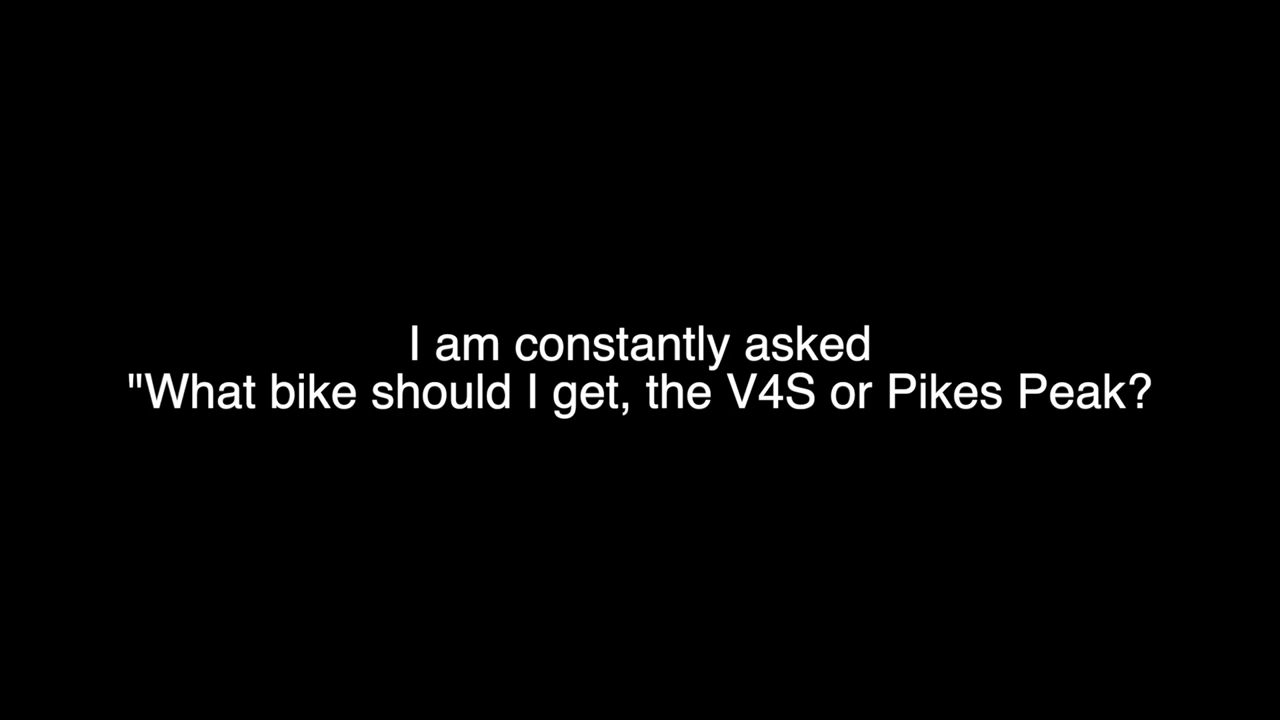 I am constantly asked
"What bike should I get, the V4S or Pikes Peak?